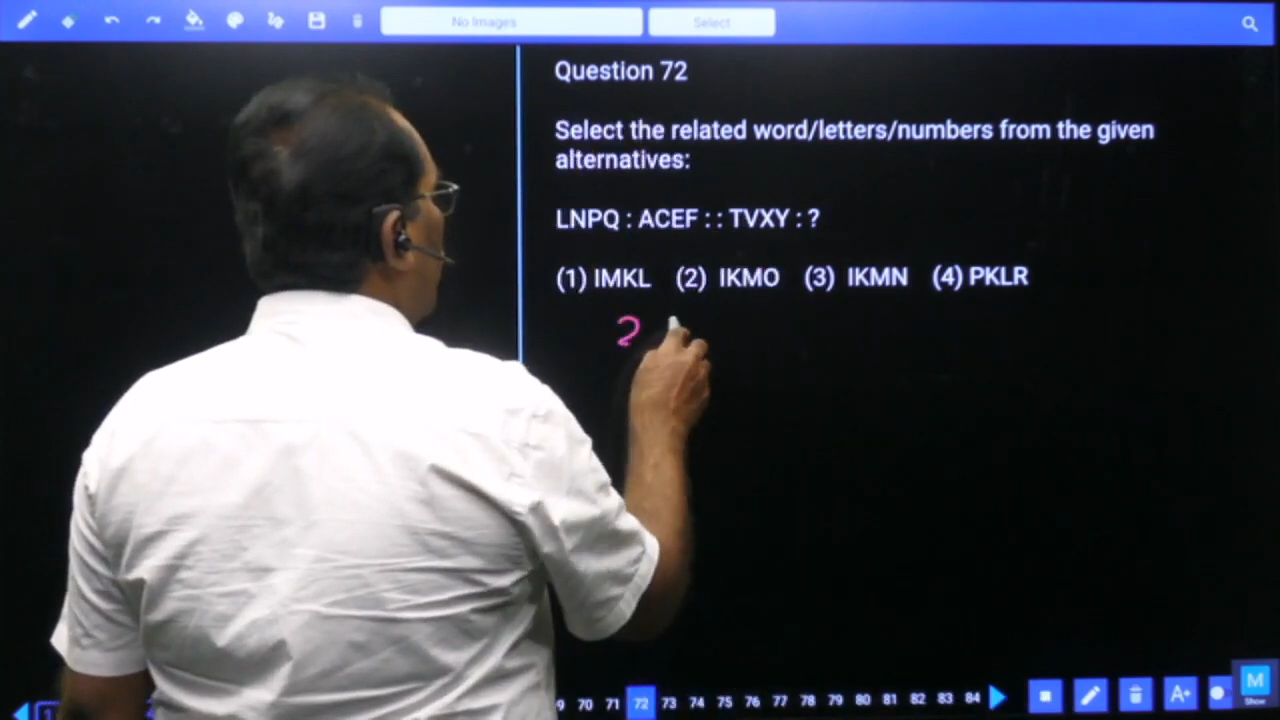 No Images Select
Question 72
Select the related word/letters/numbers from the given
alternatives:
LNPQ : ACEF : : TVXY : ?
(1) IMKL (2) IKMO (3) IKMN (4) PKLR
2
70 71 72 73 74 75 76 77 78 79 80 81 82 83 84
A+
M
Show